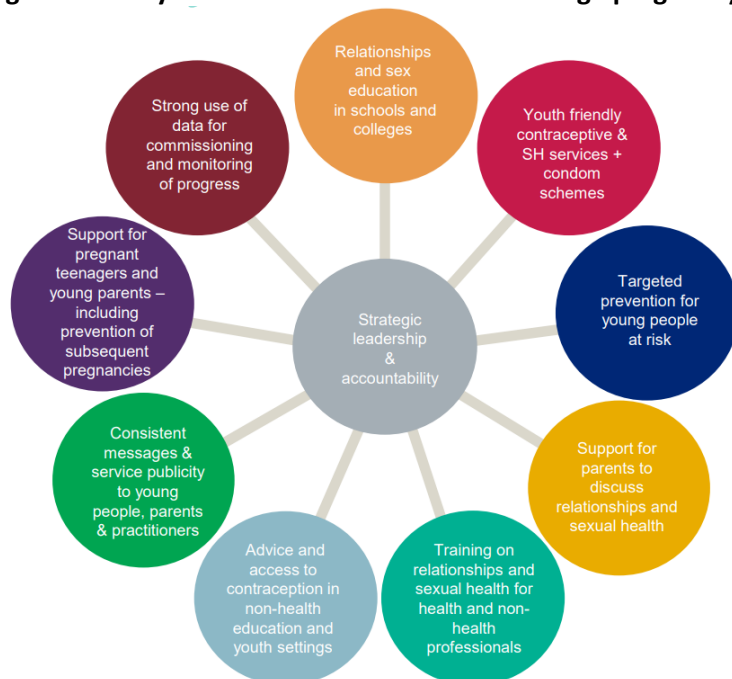 Relationships
and sex
education
in schools and
colleges
Youth friendly
contraceptive &
SH services +
condom
schemes
Targeted
prevention for
young people
at risk
Support for
parents to
discuss
relationships and
sexual health
Training on
relationships and
sexual health for
health and non-
health
professionals
Advice and
access to
contraception in
non-health
education and
youth settings
Consistent
messages &
service publicity
to young
people, parents
& practitioners
Support for
pregnant
teenagers and
young parents –
including
prevention of
subsequent
pregnancies
Strong use of
data for
commissioning
and monitoring
of progress
Strategic
leadership
&
accountability